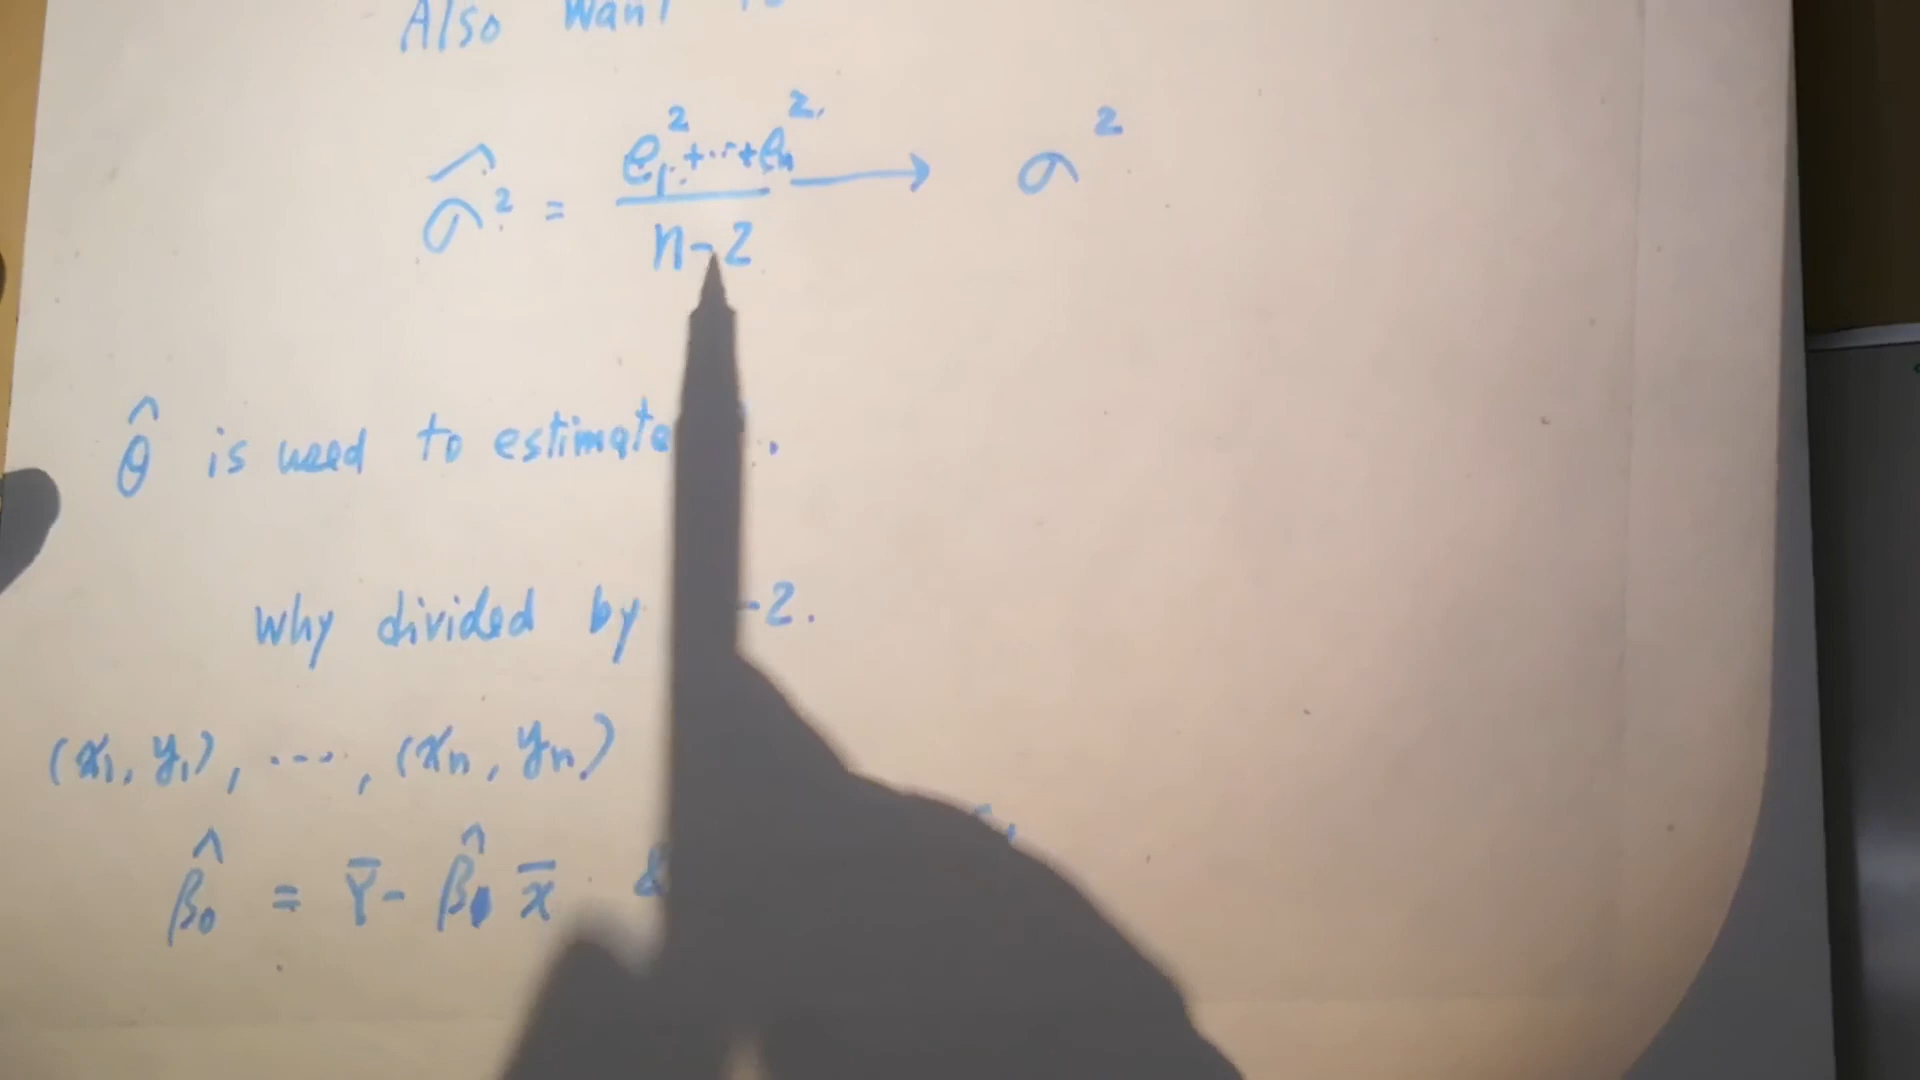 Also want
σ̂² = (e₁² + ··· + eₙ²) / (n-2) → σ²
θ̂ is used to estimate .
why divided by -2.
(x₁, y₁), ..., (xₙ, yₙ)
β̂₀ = Ȳ - β̂₁ x̄ &